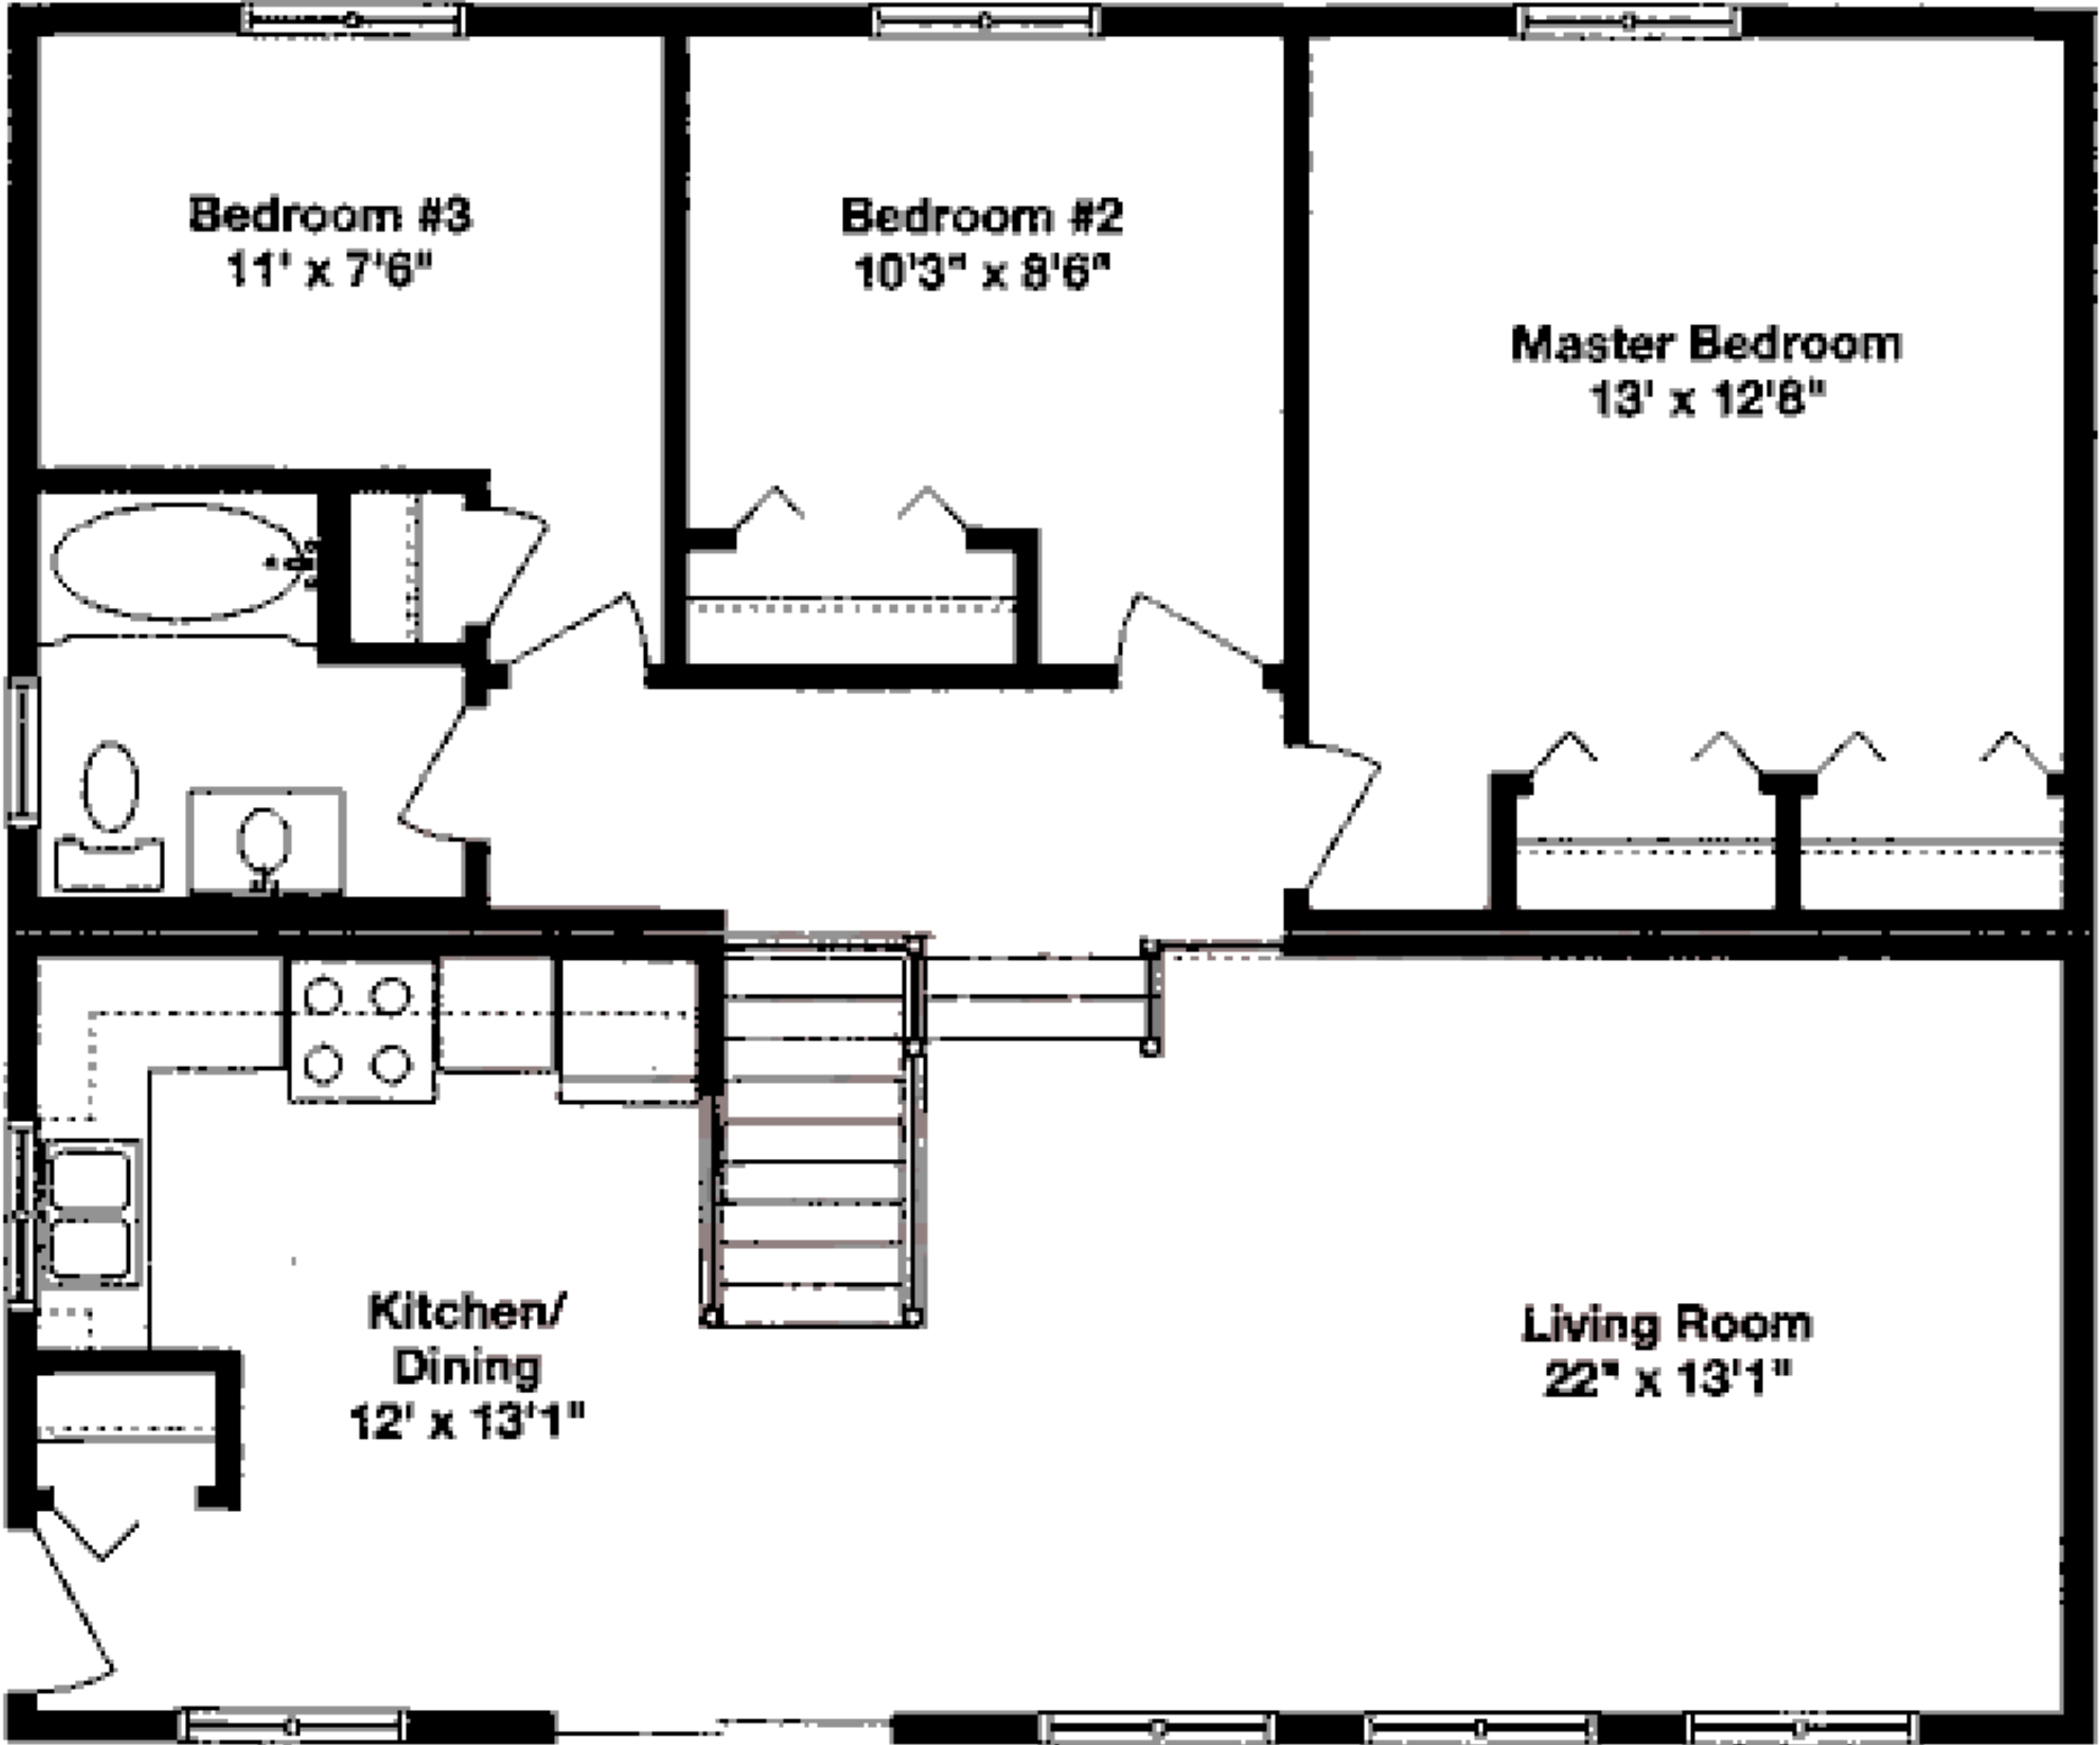 Bedroom #3
11' x 7'6"
Bedroom #2
10'3" x 8'6"
Master Bedroom
13' x 12'8"
Kitchen/
Dining
12' x 13'1"
Living Room
22" x 13'1"